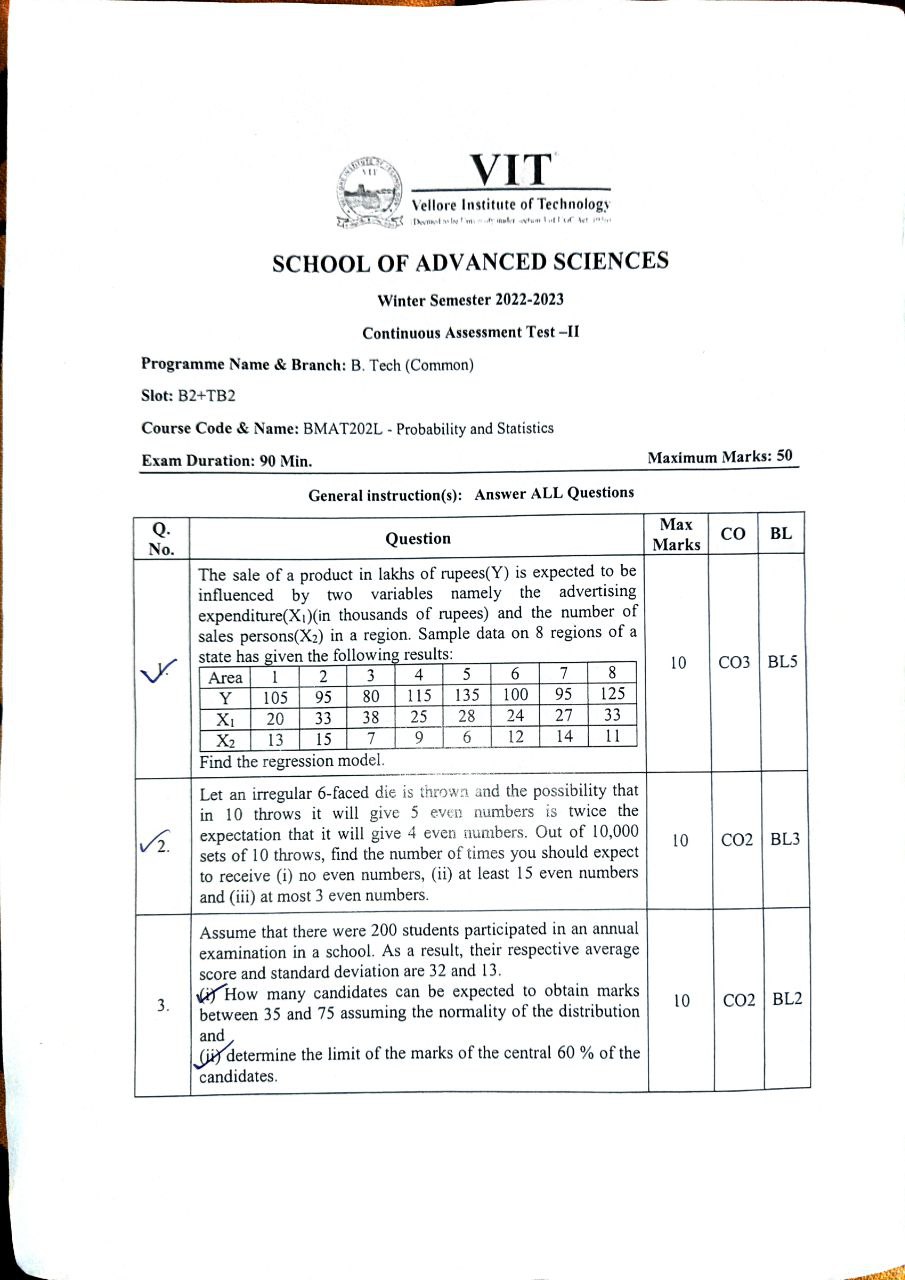 VIT
Vellore Institute of Technology
SCHOOL OF ADVANCED SCIENCES
Winter Semester 2022-2023
Continuous Assessment Test –II
Programme Name & Branch: B. Tech (Common)
Slot: B2+TB2
Course Code & Name: BMAT202L - Probability and Statistics
Exam Duration: 90 Min. Maximum Marks: 50
General instruction(s): Answer ALL Questions
Q. No. Question Max Marks CO BL
1. 10 CO3 BL5
The sale of a product in lakhs of rupees(Y) is expected to be
influenced by two variables namely the advertising
expenditure(X₁)(in thousands of rupees) and the number of
sales persons(X₂) in a region. Sample data on 8 regions of a
state has given the following results:
Area 1 2 3 4 5 6 7 8
Y 105 95 80 115 135 100 95 125
X₁ 20 33 38 25 28 24 27 33
X₂ 13 15 7 9 6 12 14 11
Find the regression model.
2. 10 CO2 BL3
Let an irregular 6-faced die is thrown and the possibility that
in 10 throws it will give 5 even numbers is twice the
expectation that it will give 4 even numbers. Out of 10,000
sets of 10 throws, find the number of times you should expect
to receive (i) no even numbers, (ii) at least 15 even numbers
and (iii) at most 3 even numbers.
3. 10 CO2 BL2
Assume that there were 200 students participated in an annual
examination in a school. As a result, their respective average
score and standard deviation are 32 and 13.
(i) How many candidates can be expected to obtain marks
between 35 and 75 assuming the normality of the distribution
and
(ii) determine the limit of the marks of the central 60 % of the
candidates.